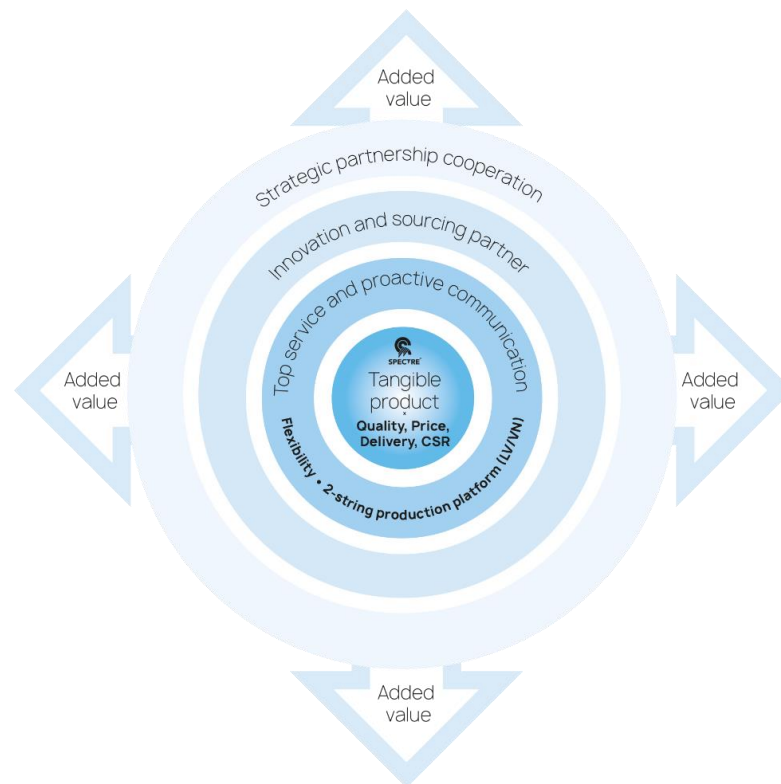 Added
value
Strategic partnership cooperation
Innovation and sourcing partner
Top service and proactive communication
SPECTRE
Tangible
product
x
Quality, Price,
Delivery, CSR
Flexibility • 2-string production platform (LV/VN)
Added
value
Added
value
Added
value